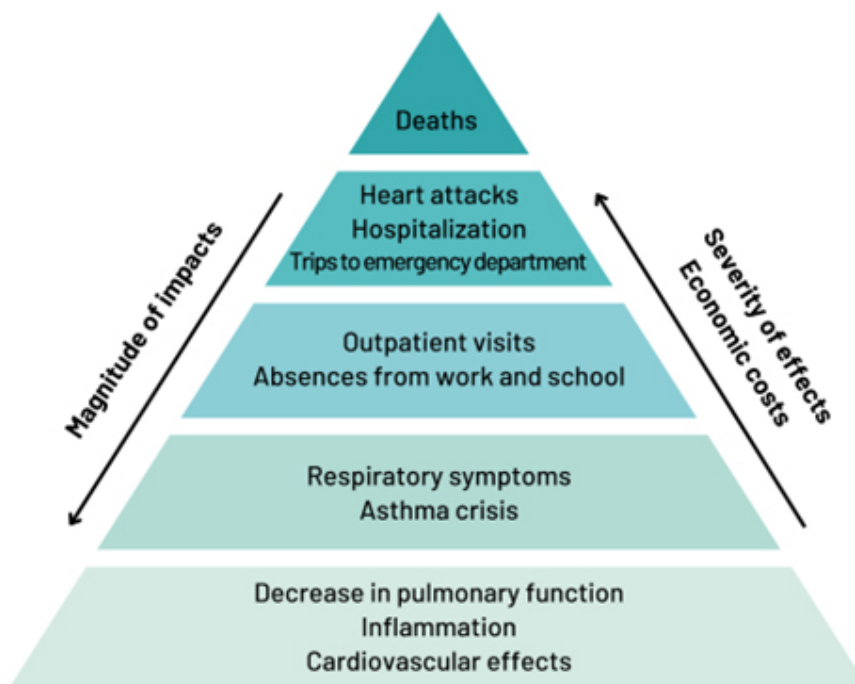 Deaths
Heart attacks
Hospitalization
Trips to emergency department
Magnitude of impacts
Severity of effects
Economic costs
Outpatient visits
Absences from work and school
Respiratory symptoms
Asthma crisis
Decrease in pulmonary function
Inflammation
Cardiovascular effects